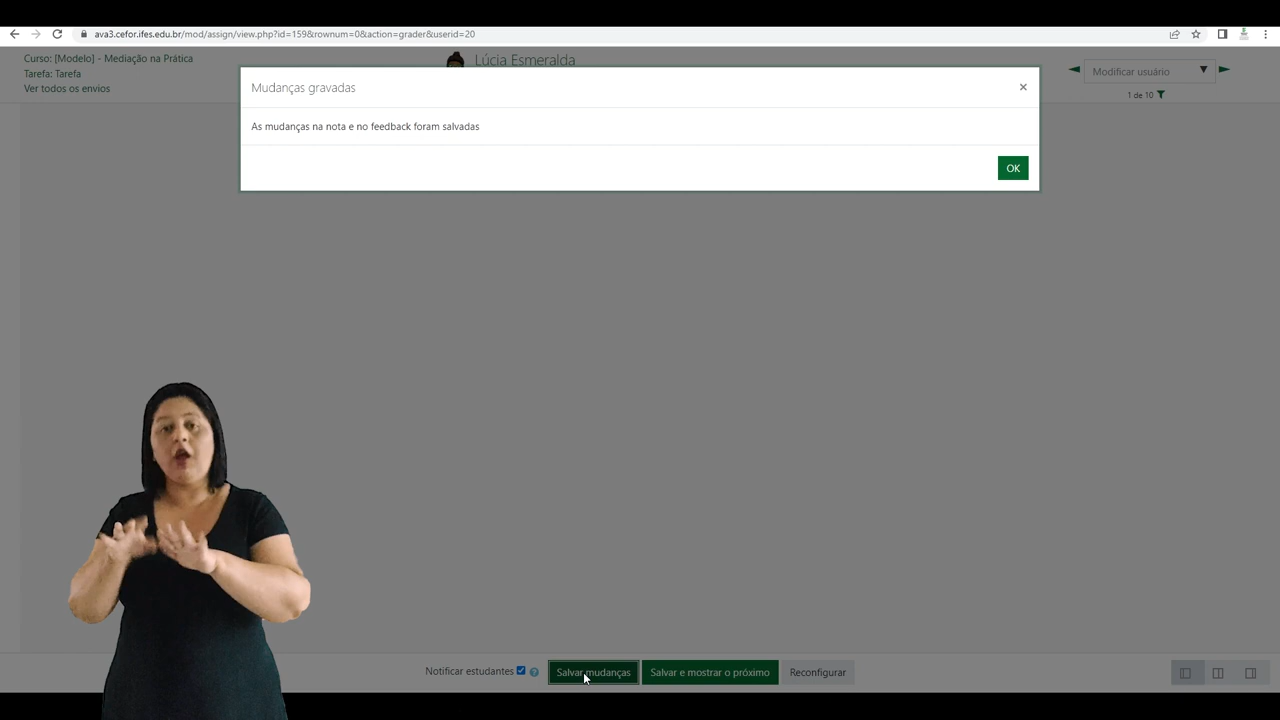 ava3.cefor.ifes.edu.br/mod/assign/view.php?id=159&rownum=0&action=grader&userid=20
Curso: [Modelo] - Mediação na Prática
Tarefa: Tarefa
Ver todos os envios
Lúcia Esmeralda
Modificar usuário
1 de 10
Mudanças gravadas
×
As mudanças na nota e no feedback foram salvadas
OK
Notificar estudantes
Salvar mudanças
Salvar e mostrar o próximo
Reconfigurar